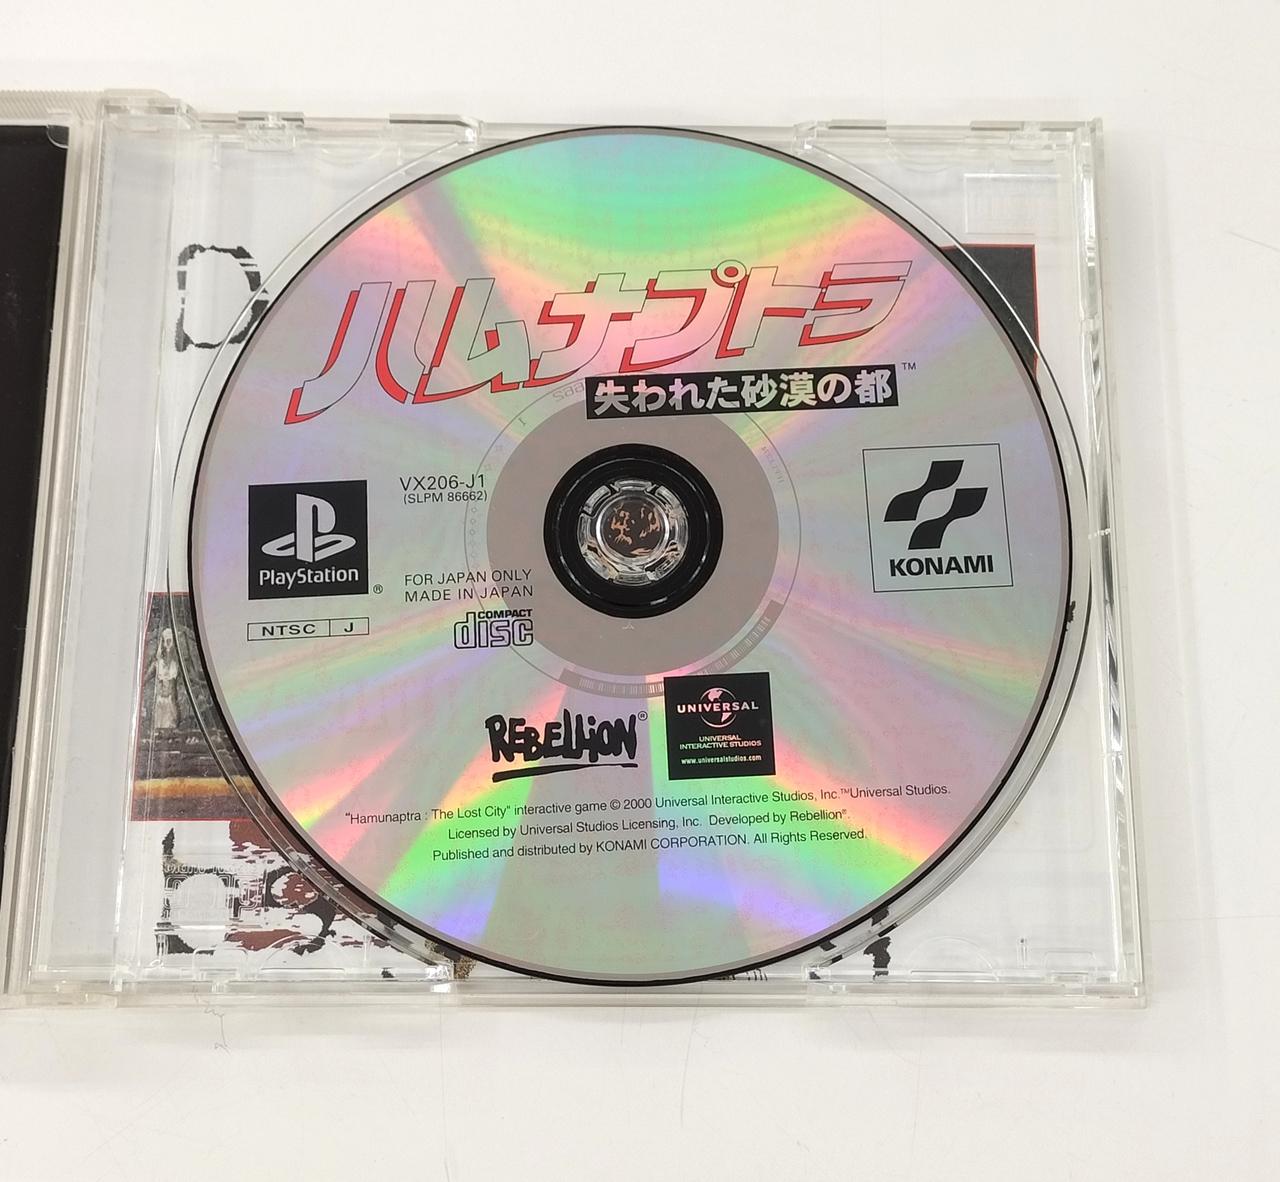 ハムナプトラ
失われた砂漠の都 ™
VX206-J1
(SLPM 86662)
PlayStation ®
KONAMI
FOR JAPAN ONLY
MADE IN JAPAN
COMPACT
disc
NTSC J
REBELLION ®
UNIVERSAL
UNIVERSAL
INTERACTIVE STUDIOS
www.universalstudios.com
"Hamunaptra : The Lost City" interactive game © 2000 Universal Interactive Studios, Inc.™Universal Studios.
Licensed by Universal Studios Licensing, Inc. Developed by Rebellion®.
Published and distributed by KONAMI CORPORATION. All Rights Reserved.